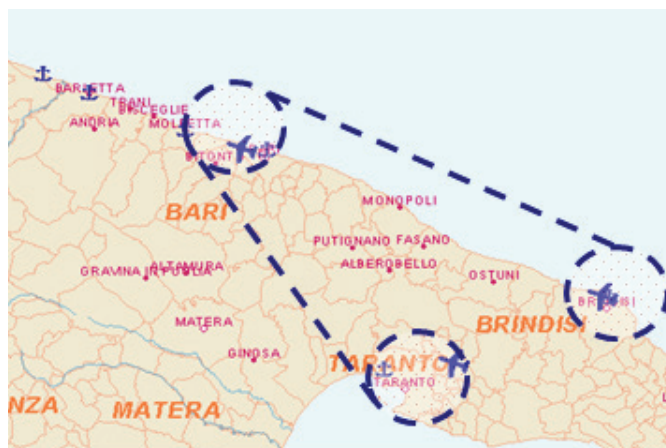 BARLETTA
TRANI
BISCEGLIE
ANDRIA
MOLFETTA
BARI
MONOPOLI
PUTIGNANO
FASANO
GRAVINA IN PUGLIA
ALTAMURA
ALBEROBELLO
OSTUNI
BRINDISI
MATERA
BRINDISI
GINOSA
TARANTO
TARANTO
NZA
MATERA